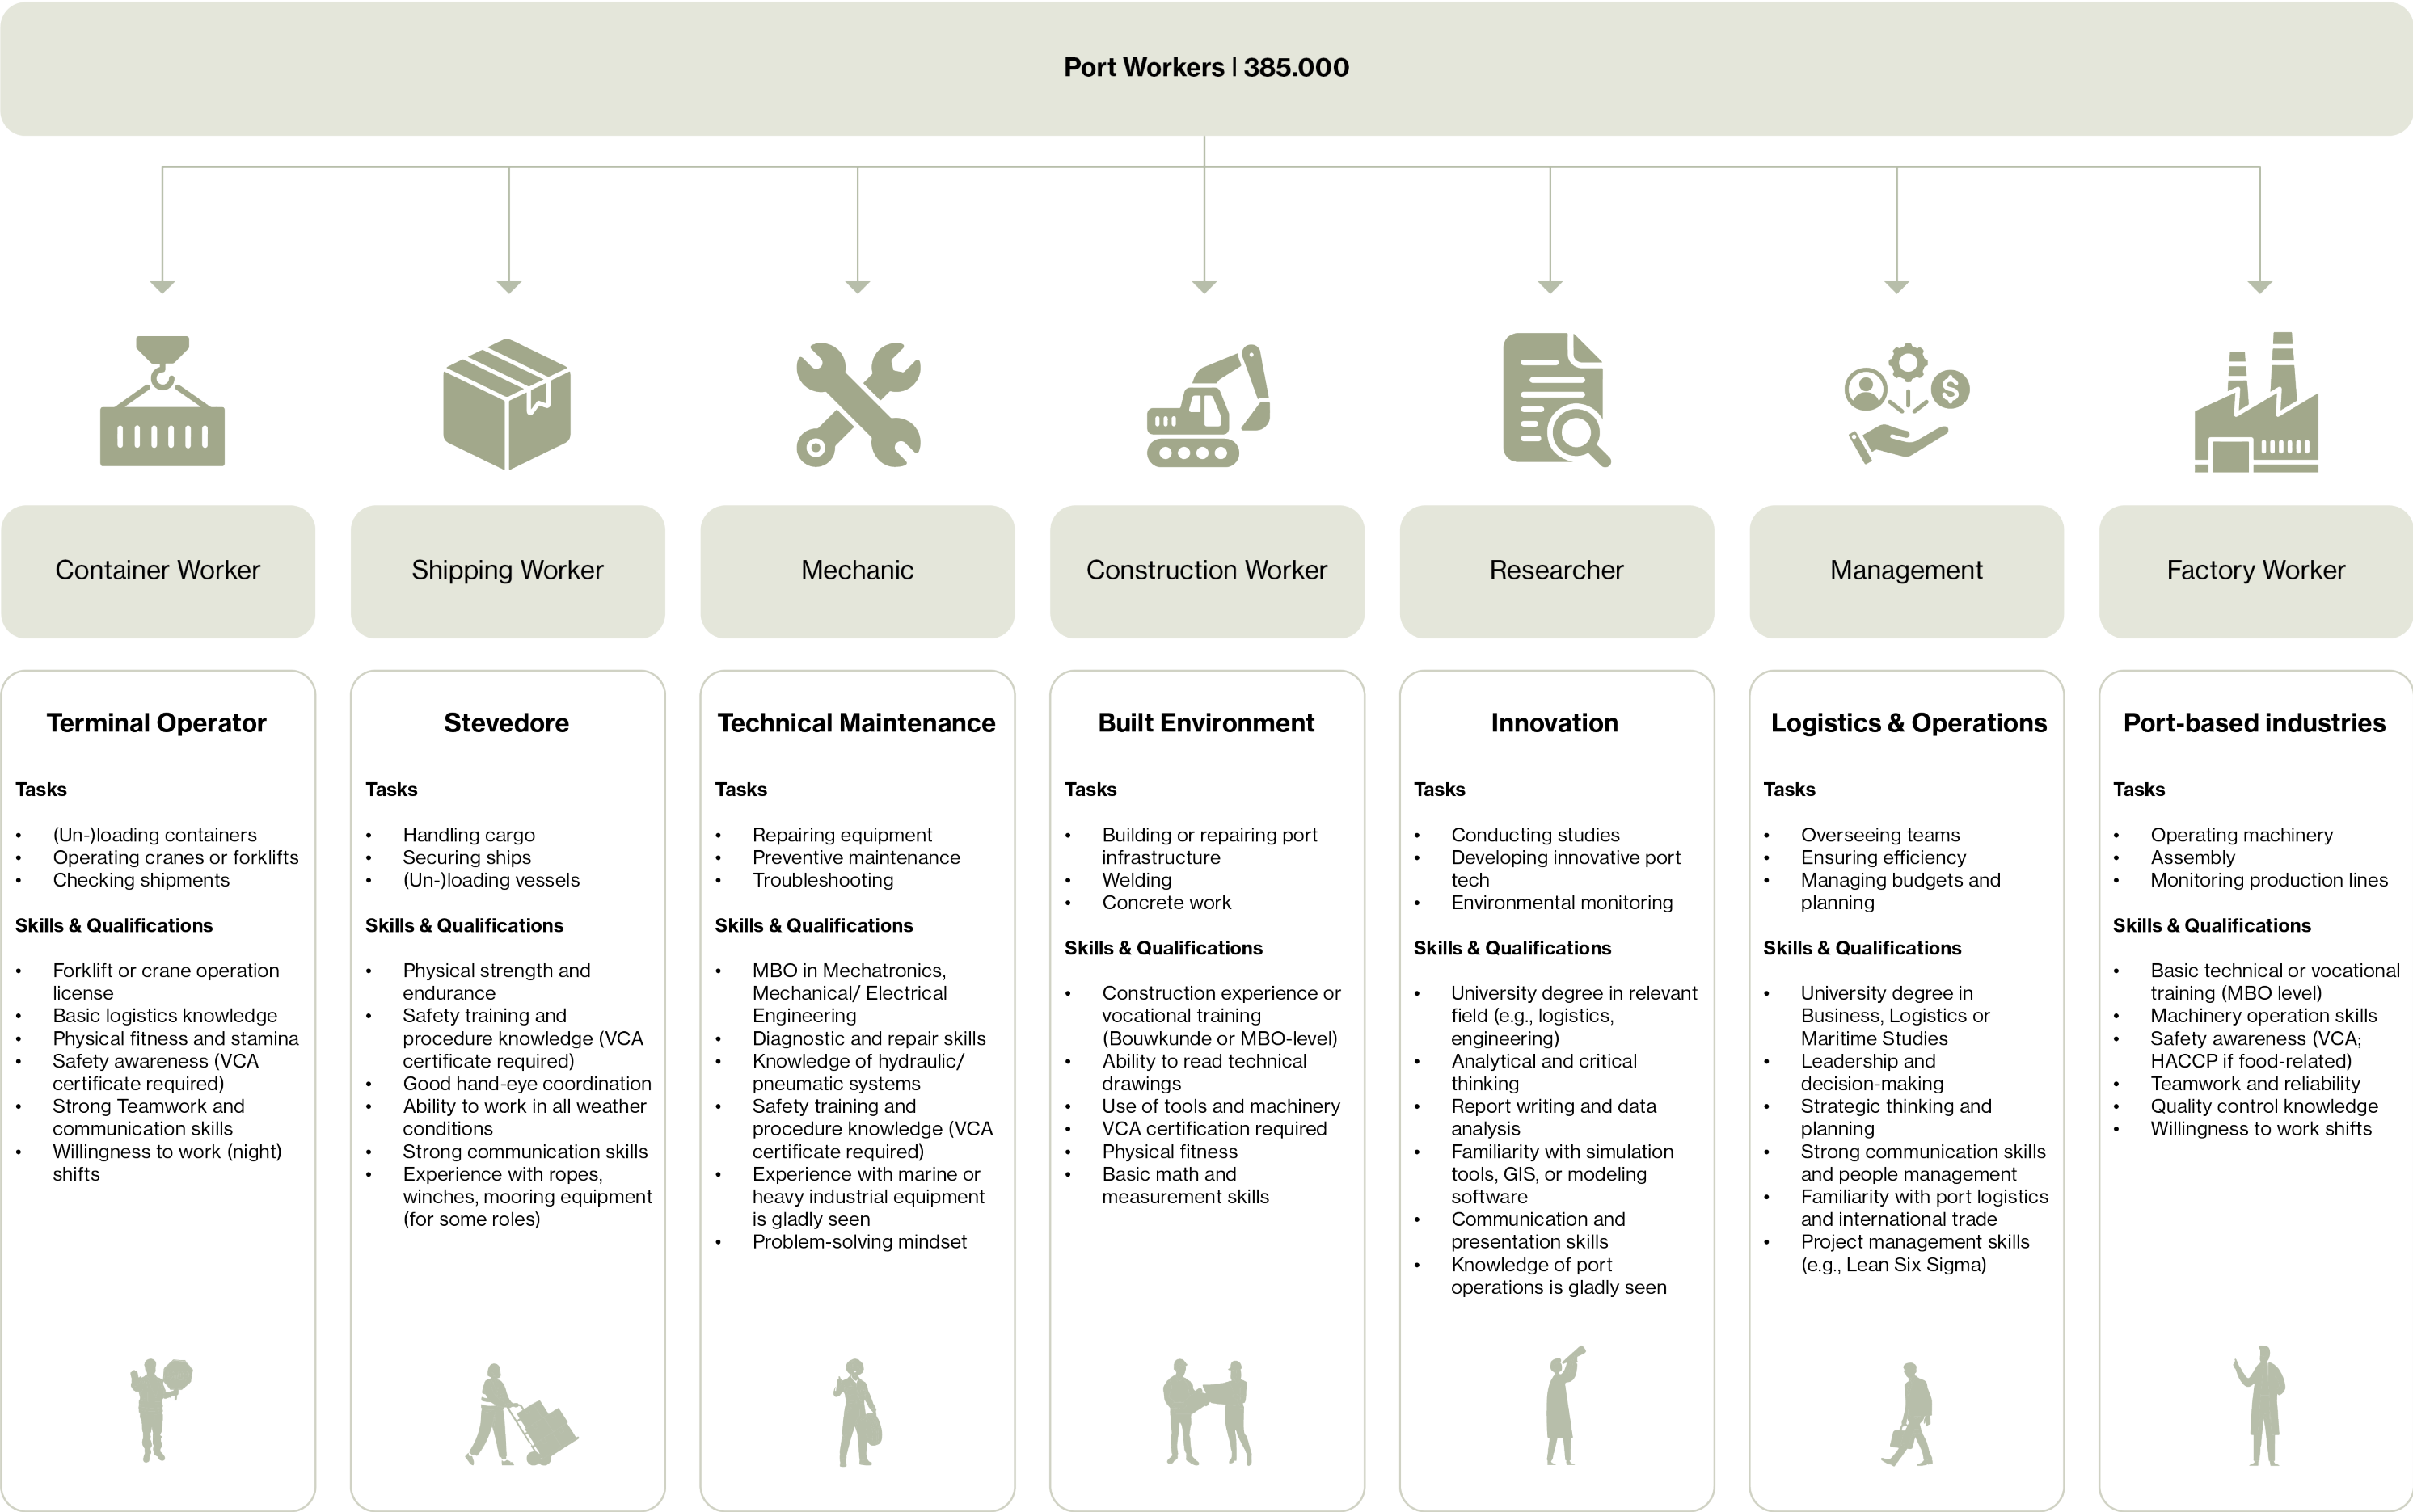 Port Workers | 385.000
Container Worker
Shipping Worker
Mechanic
Construction Worker
Researcher
Management
Factory Worker
Terminal Operator
Tasks
• (Un-)loading containers
• Operating cranes or forklifts
• Checking shipments
Skills & Qualifications
• Forklift or crane operation
license
• Basic logistics knowledge
• Physical fitness and stamina
• Safety awareness (VCA
certificate required)
• Strong Teamwork and
communication skills
• Willingness to work (night)
shifts
Stevedore
Tasks
• Handling cargo
• Securing ships
• (Un-)loading vessels
Skills & Qualifications
• Physical strength and
endurance
• Safety training and
procedure knowledge (VCA
certificate required)
• Good hand-eye coordination
• Ability to work in all weather
conditions
• Strong communication skills
• Experience with ropes,
winches, mooring equipment
(for some roles)
Technical Maintenance
Tasks
• Repairing equipment
• Preventive maintenance
• Troubleshooting
Skills & Qualifications
• MBO in Mechatronics,
Mechanical/ Electrical
Engineering
• Diagnostic and repair skills
• Knowledge of hydraulic/
pneumatic systems
• Safety training and
procedure knowledge (VCA
certificate required)
• Experience with marine or
heavy industrial equipment
is gladly seen
• Problem-solving mindset
Built Environment
Tasks
• Building or repairing port
infrastructure
• Welding
• Concrete work
Skills & Qualifications
• Construction experience or
vocational training
(Bouwkunde or MBO-level)
• Ability to read technical
drawings
• Use of tools and machinery
• VCA certification required
• Physical fitness
• Basic math and
measurement skills
Innovation
Tasks
• Conducting studies
• Developing innovative port
tech
• Environmental monitoring
Skills & Qualifications
• University degree in relevant
field (e.g., logistics,
engineering)
• Analytical and critical
thinking
• Report writing and data
analysis
• Familiarity with simulation
tools, GIS, or modeling
software
• Communication and
presentation skills
• Knowledge of port
operations is gladly seen
Logistics & Operations
Tasks
• Overseeing teams
• Ensuring efficiency
• Managing budgets and
planning
Skills & Qualifications
• University degree in
Business, Logistics or
Maritime Studies
• Leadership and
decision-making
• Strategic thinking and
planning
• Strong communication skills
and people management
• Familiarity with port logistics
and international trade
• Project management skills
(e.g., Lean Six Sigma)
Port-based industries
Tasks
• Operating machinery
• Assembly
• Monitoring production lines
Skills & Qualifications
• Basic technical or vocational
training (MBO level)
• Machinery operation skills
• Safety awareness (VCA;
HACCP if food-related)
• Teamwork and reliability
• Quality control knowledge
• Willingness to work shifts